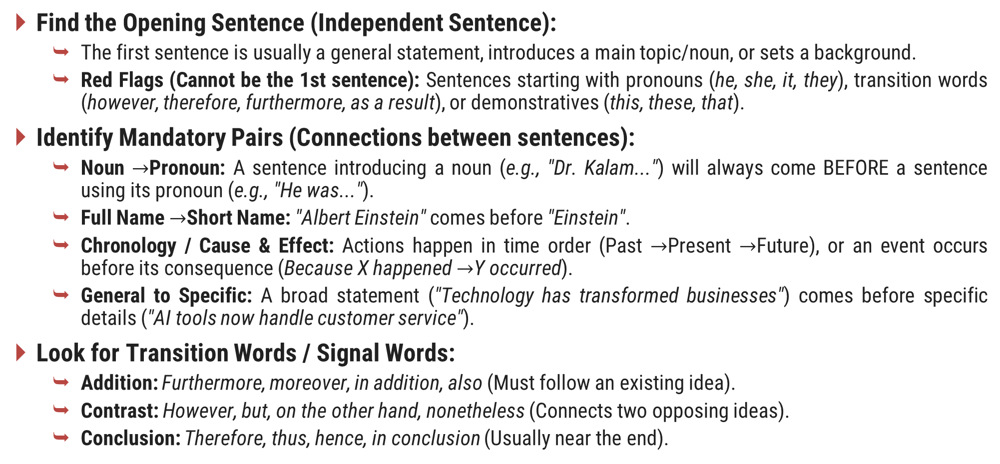 Find the Opening Sentence (Independent Sentence):
The first sentence is usually a general statement, introduces a main topic/noun, or sets a background.
Red Flags (Cannot be the 1st sentence): Sentences starting with pronouns (he, she, it, they), transition words
(however, therefore, furthermore, as a result), or demonstratives (this, these, that).
Identify Mandatory Pairs (Connections between sentences):
Noun →Pronoun: A sentence introducing a noun (e.g., "Dr. Kalam...") will always come BEFORE a sentence
using its pronoun (e.g., "He was...").
Full Name →Short Name: "Albert Einstein" comes before "Einstein".
Chronology / Cause & Effect: Actions happen in time order (Past →Present →Future), or an event occurs
before its consequence (Because X happened →Y occurred).
General to Specific: A broad statement ("Technology has transformed businesses") comes before specific
details ("AI tools now handle customer service").
Look for Transition Words / Signal Words:
Addition: Furthermore, moreover, in addition, also (Must follow an existing idea).
Contrast: However, but, on the other hand, nonetheless (Connects two opposing ideas).
Conclusion: Therefore, thus, hence, in conclusion (Usually near the end).